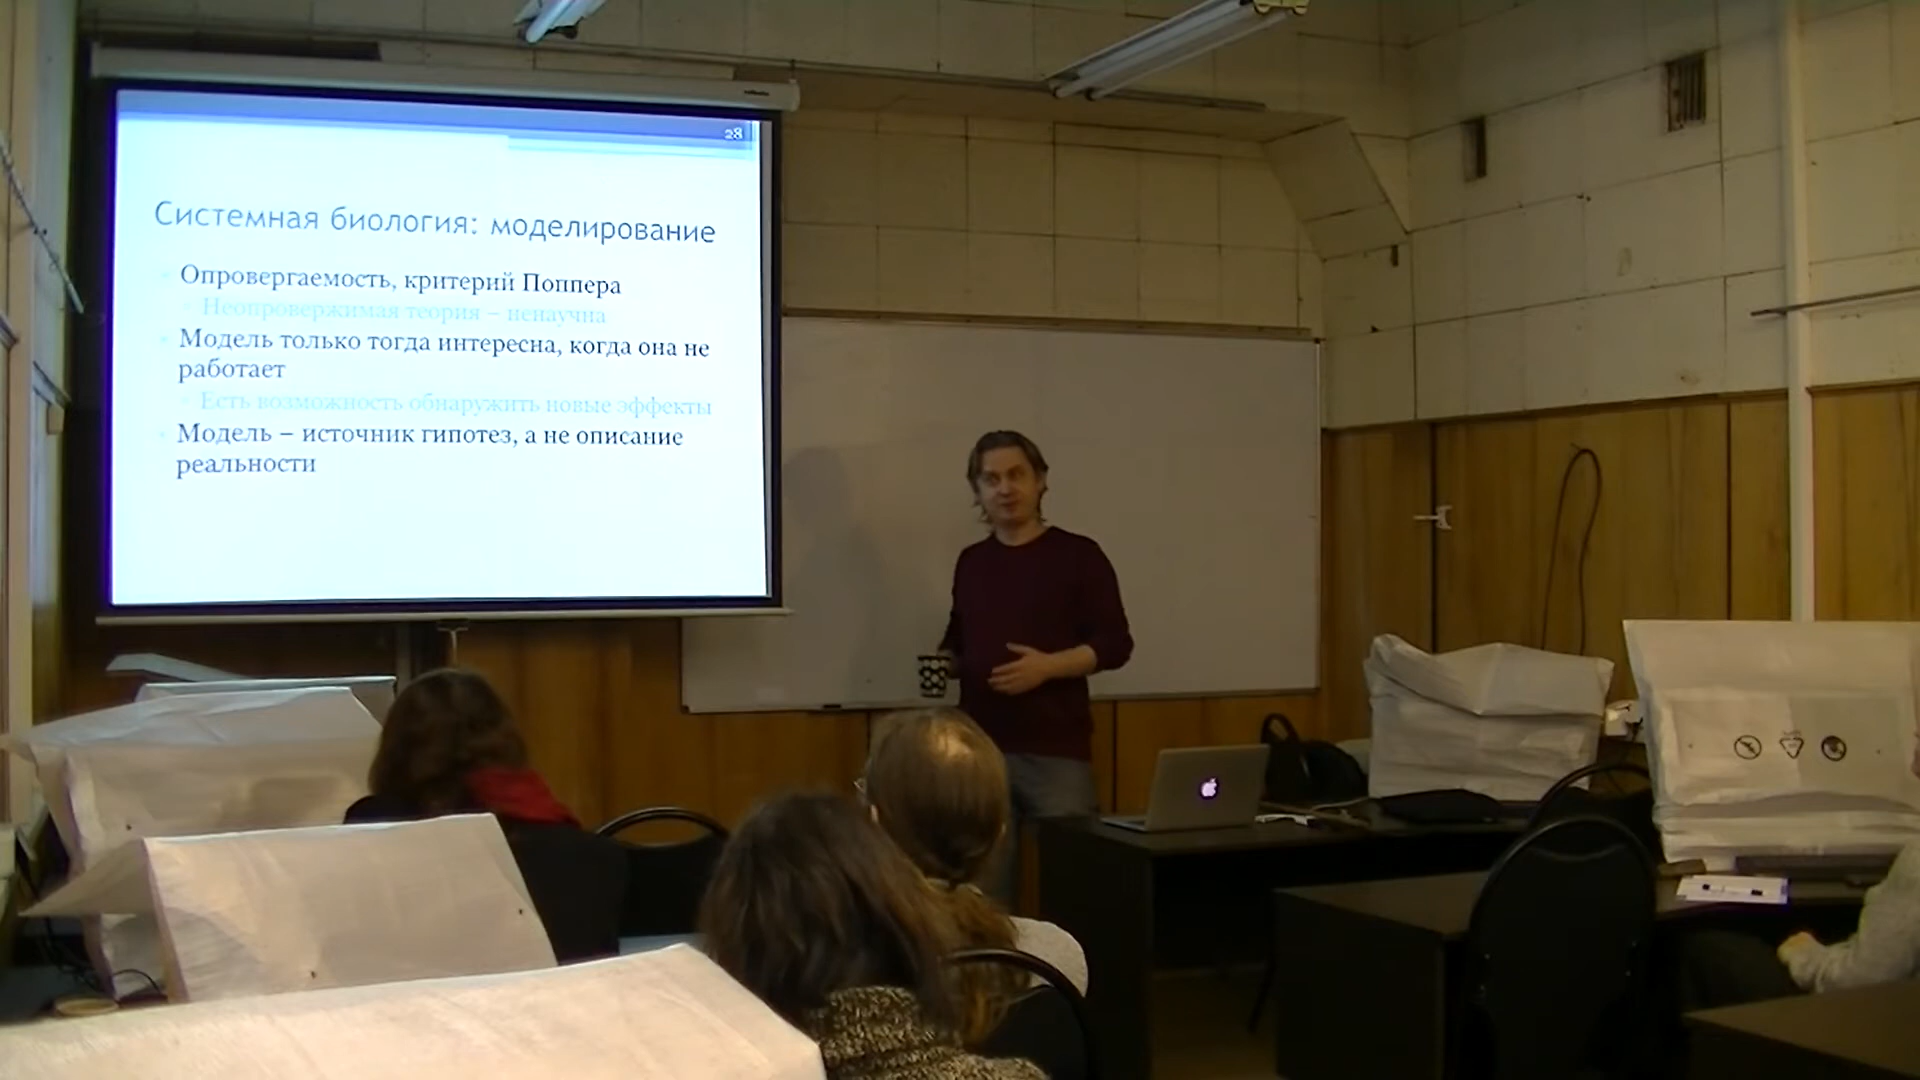 28
Системная биология: моделирование
Опровергаемость, критерий Поппера
Неопровержимая теория – ненаучна
Модель только тогда интересна, когда она не
работает
Есть возможность обнаружить новые эффекты
Модель – источник гипотез, а не описание
реальности